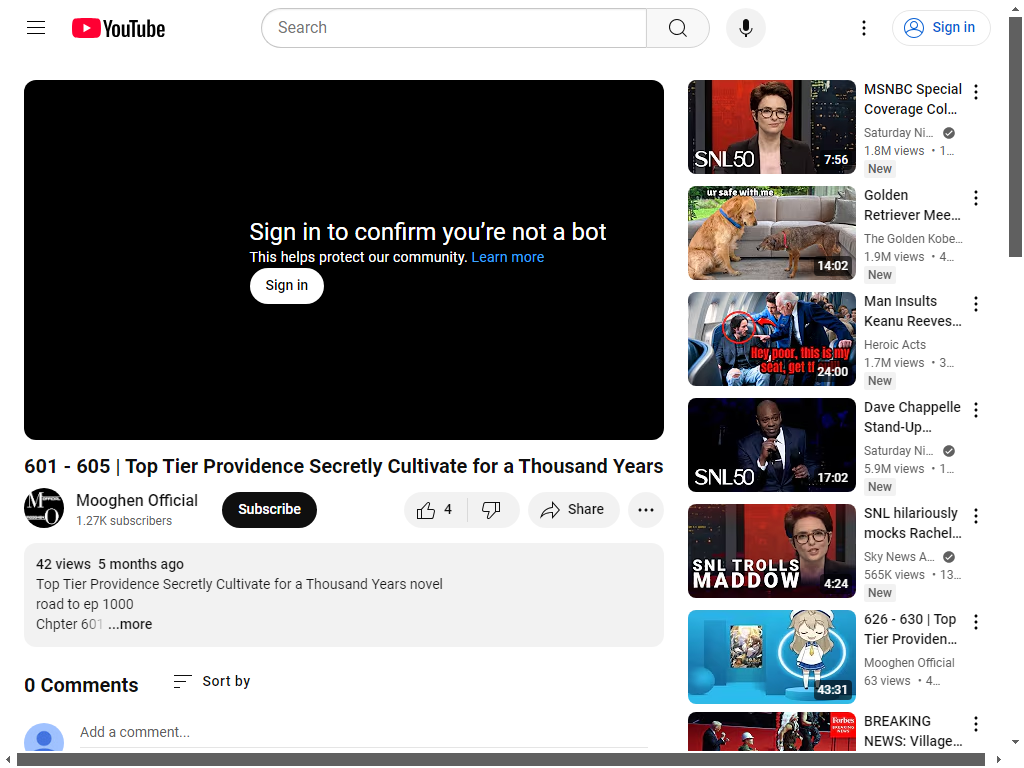 YouTube
Search
Sign in
Sign in to confirm you're not a bot
This helps protect our community. Learn more
Sign in
601 - 605 | Top Tier Providence Secretly Cultivate for a Thousand Years
Mooghen Official
1.27K subscribers
Subscribe
4
Share
42 views 5 months ago
Top Tier Providence Secretly Cultivate for a Thousand Years novel
road to ep 1000
Chpter 601 ...more
0 Comments
Sort by
Add a comment...
SNL50
7:56
MSNBC Special
Coverage Col...
Saturday Ni...
1.8M views • 1...
New
ur safe with me
14:02
Golden
Retriever Mee...
The Golden Kobe...
1.9M views • 4...
New
Hey poor, this is my
seat, get tf
24:00
Man Insults
Keanu Reeves...
Heroic Acts
1.7M views • 3...
New
SNL50
17:02
Dave Chappelle
Stand-Up...
Saturday Ni...
5.9M views • 1...
New
SNL TROLLS
MADDOW
4:24
SNL hilariously
mocks Rachel...
Sky News A...
565K views • 13...
New
43:31
626 - 630 | Top
Tier Providen...
Mooghen Official
63 views • 4...
Forbes
BREAKING
NEWS
BREAKING
NEWS: Village...